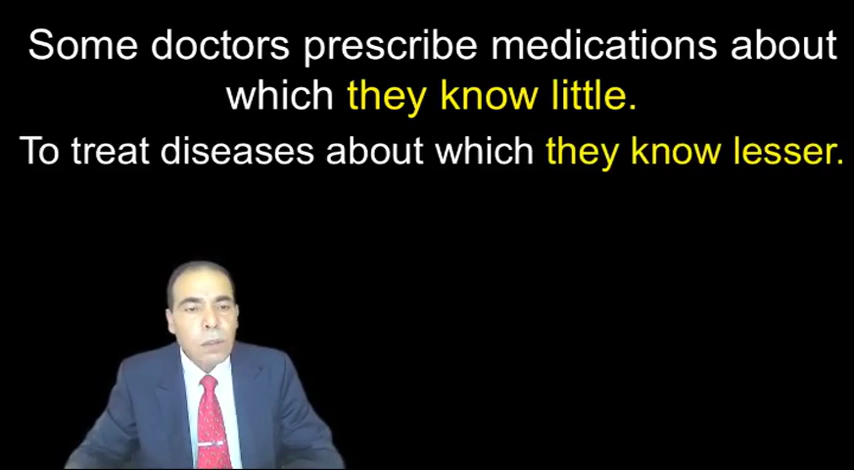 Some doctors prescribe medications about
which they know little.
To treat diseases about which they know lesser.